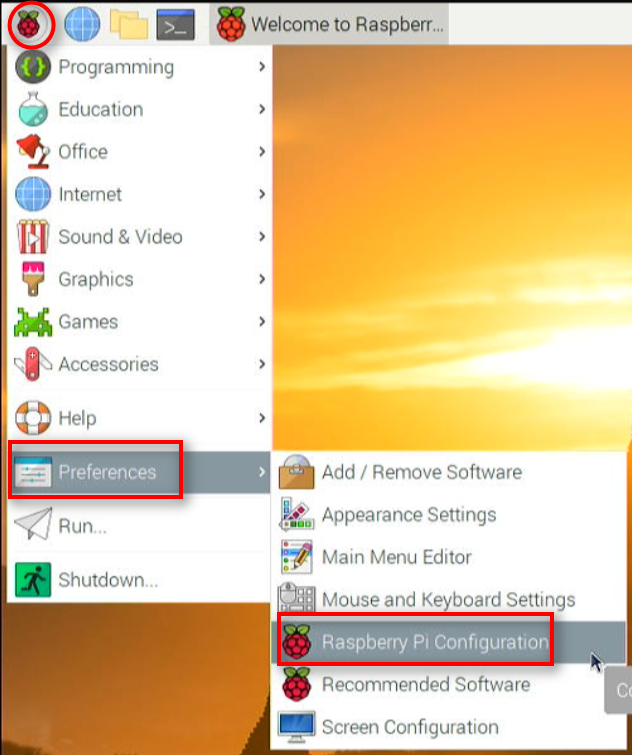 Welcome to Raspberr...
Programming
Education
Office
Internet
Sound & Video
Graphics
Games
Accessories
Help
Preferences
Run...
Shutdown...
Add / Remove Software
Appearance Settings
Main Menu Editor
Mouse and Keyboard Settings
Raspberry Pi Configuration
Recommended Software
Screen Configuration